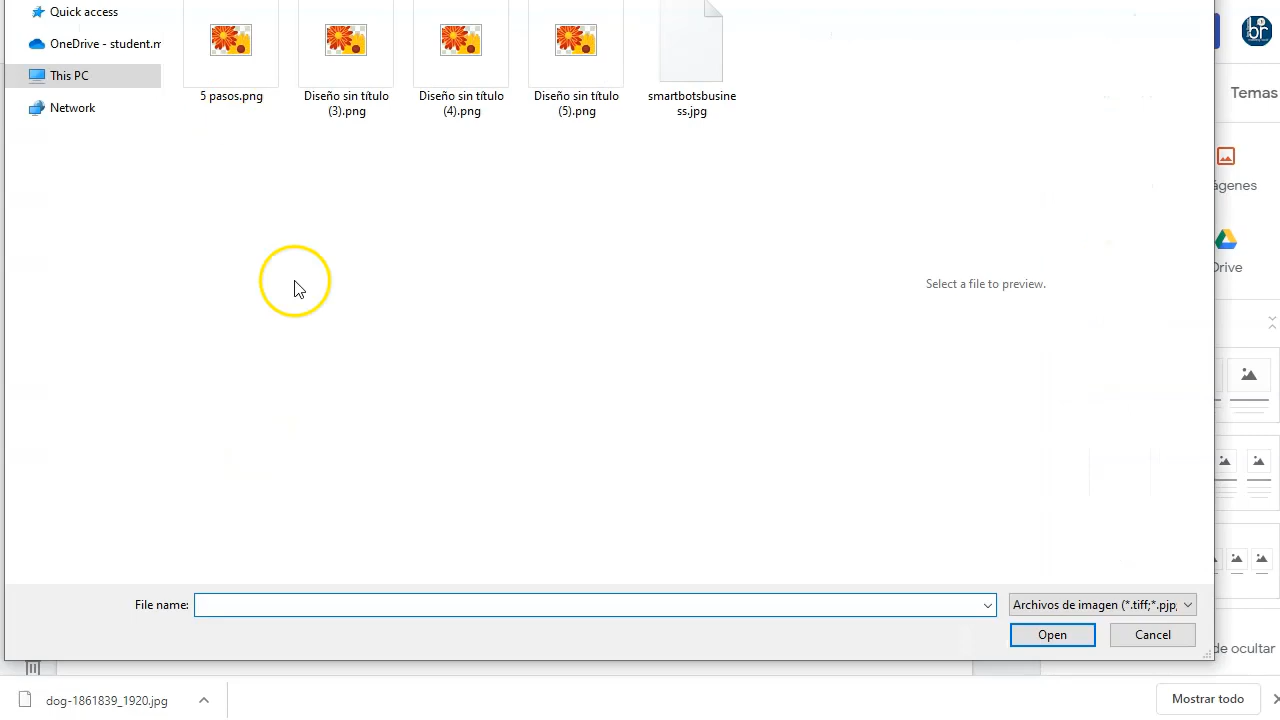 Quick access
OneDrive - student.m
This PC
Network
5 pasos.png
Diseño sin título
(3).png
Diseño sin título
(4).png
Diseño sin título
(5).png
smartbotsbusine
ss.jpg
Select a file to preview.
File name:
Archivos de imagen (*.tiff;*.pjp;
Open
Cancel
br
Temas
ágenes
Drive
de ocultar
dog-1861839_1920.jpg
Mostrar todo